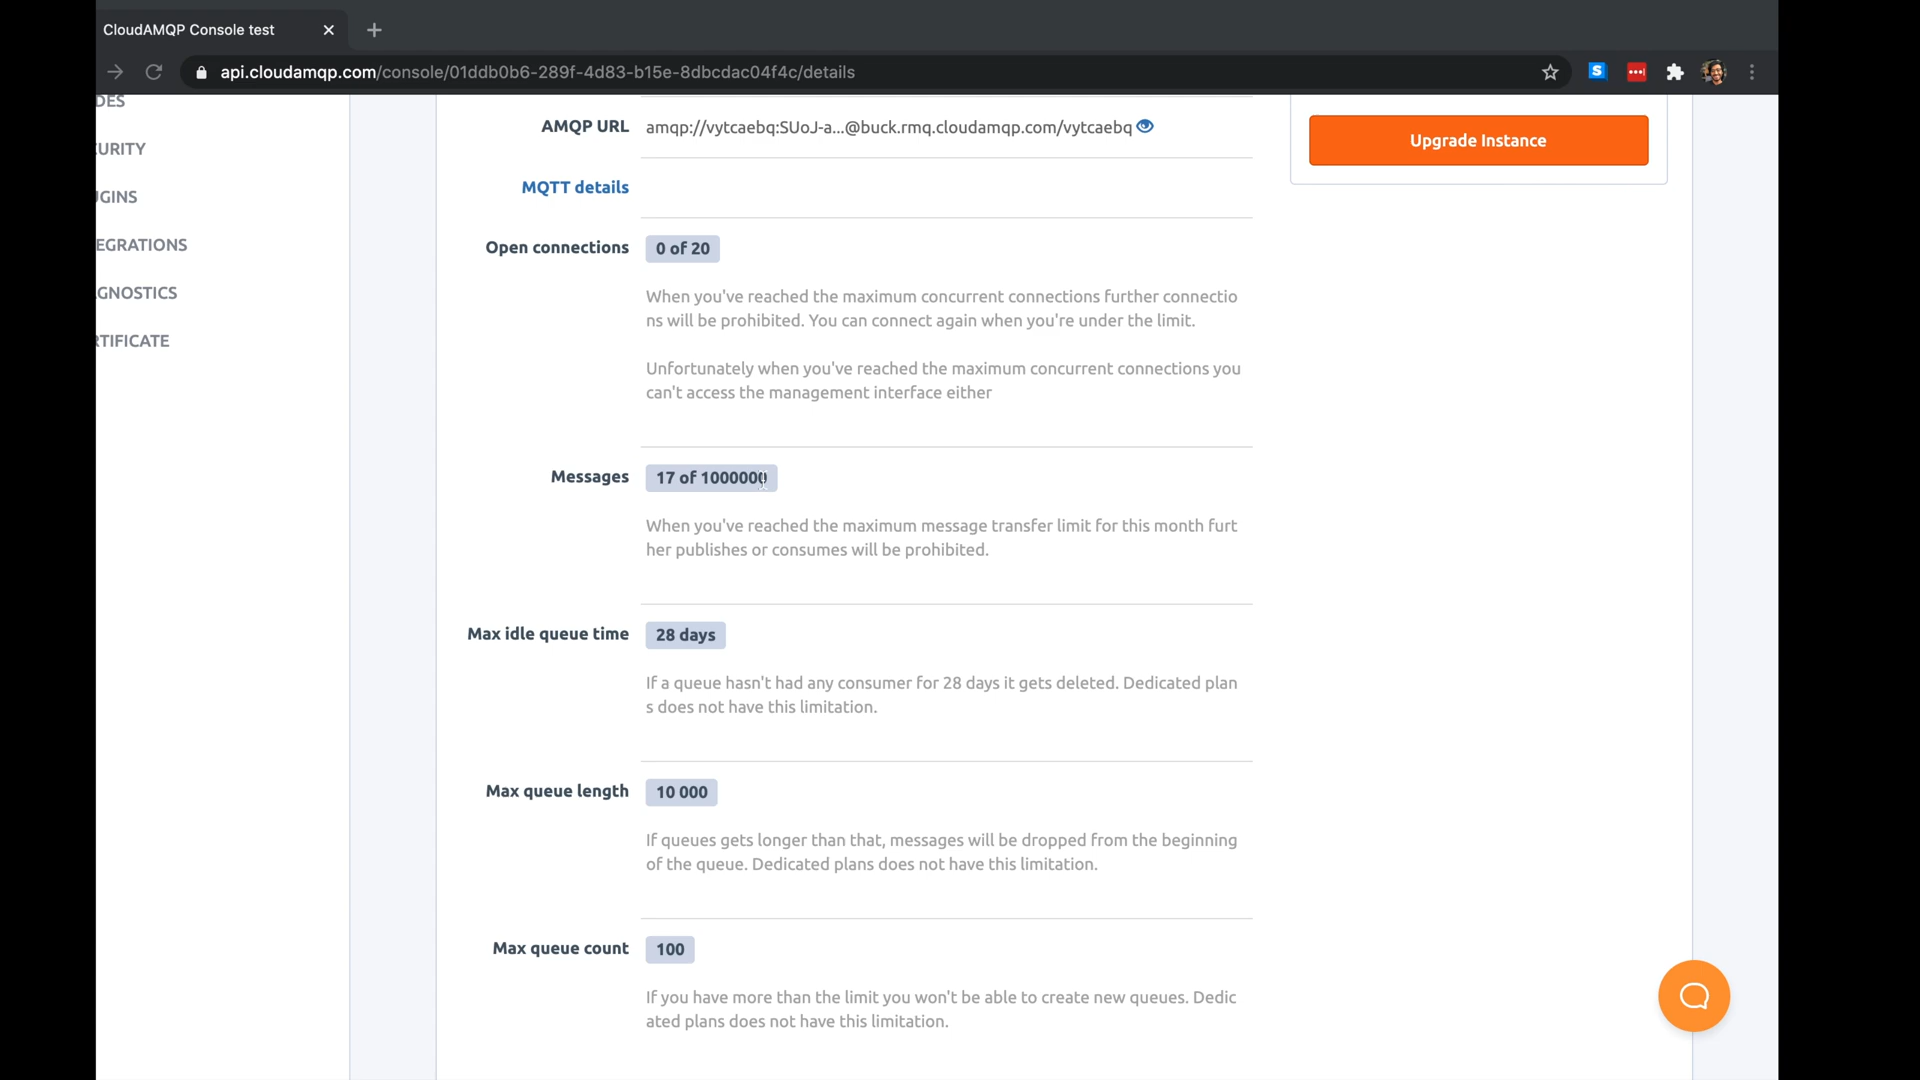 CloudAMQP Console test
api.cloudamqp.com/console/01ddb0b6-289f-4d83-b15e-8dbcdac04f4c/details
DES
URITY
GINS
EGRATIONS
GNOSTICS
RTIFICATE
AMQP URL amqp://vytcaebq:SUoJ-a...@buck.rmq.cloudamqp.com/vytcaebq
Upgrade Instance
MQTT details
Open connections 0 of 20
When you've reached the maximum concurrent connections further connectio
ns will be prohibited. You can connect again when you're under the limit.
Unfortunately when you've reached the maximum concurrent connections you
can't access the management interface either
Messages 17 of 1000000
When you've reached the maximum message transfer limit for this month furt
her publishes or consumes will be prohibited.
Max idle queue time 28 days
If a queue hasn't had any consumer for 28 days it gets deleted. Dedicated plan
s does not have this limitation.
Max queue length 10 000
If queues gets longer than that, messages will be dropped from the beginning
of the queue. Dedicated plans does not have this limitation.
Max queue count 100
If you have more than the limit you won't be able to create new queues. Dedic
ated plans does not have this limitation.